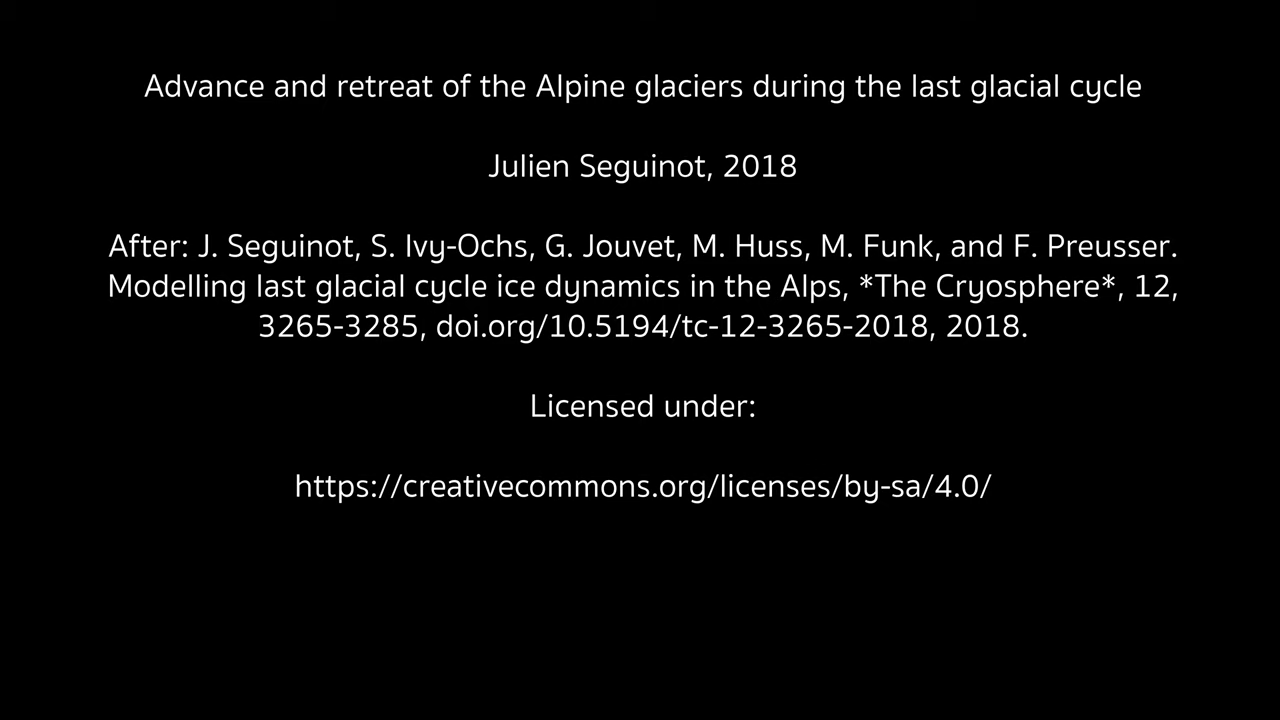 Advance and retreat of the Alpine glaciers during the last glacial cycle
Julien Seguinot, 2018
After: J. Seguinot, S. Ivy-Ochs, G. Jouvet, M. Huss, M. Funk, and F. Preusser.
Modelling last glacial cycle ice dynamics in the Alps, *The Cryosphere*, 12,
3265-3285, doi.org/10.5194/tc-12-3265-2018, 2018.
Licensed under:
https://creativecommons.org/licenses/by-sa/4.0/